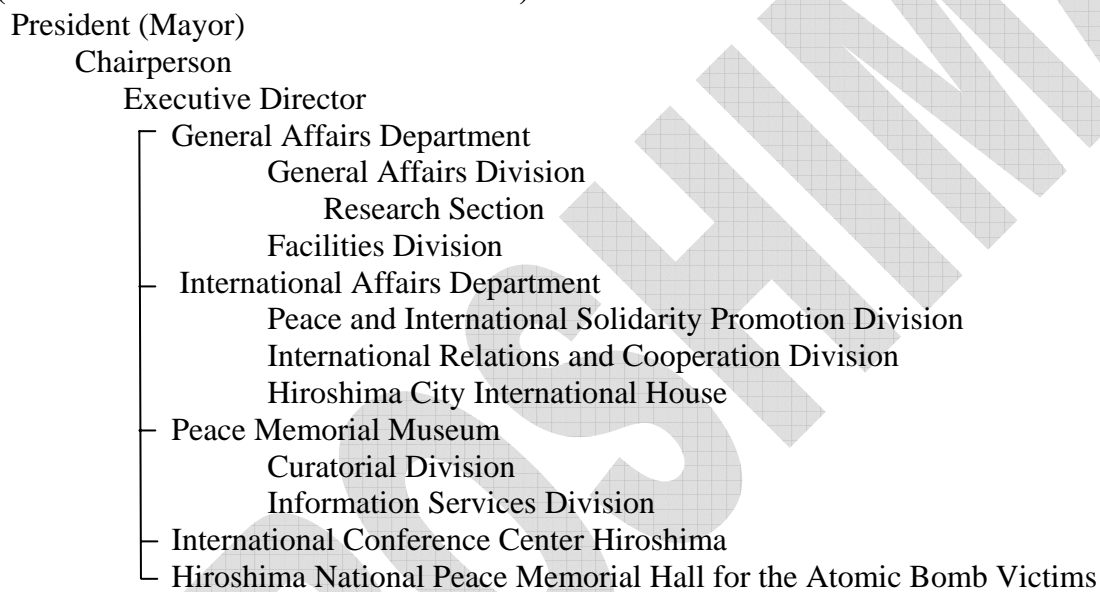 President (Mayor)
Chairperson
Executive Director
General Affairs Department
General Affairs Division
Research Section
Facilities Division
International Affairs Department
Peace and International Solidarity Promotion Division
International Relations and Cooperation Division
Hiroshima City International House
Peace Memorial Museum
Curatorial Division
Information Services Division
International Conference Center Hiroshima
Hiroshima National Peace Memorial Hall for the Atomic Bomb Victims